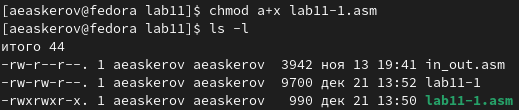 [aeaskerov@fedora lab11]$ chmod a+x lab11-1.asm
[aeaskerov@fedora lab11]$ ls -l
итого 44
-rw-r--r--. 1 aeaskerov aeaskerov 3942 ноя 13 19:41 in_out.asm
-rw-rw-r--. 1 aeaskerov aeaskerov 9700 дек 21 13:52 lab11-1
-rwxrwxr-x. 1 aeaskerov aeaskerov 990 дек 21 13:50 lab11-1.asm